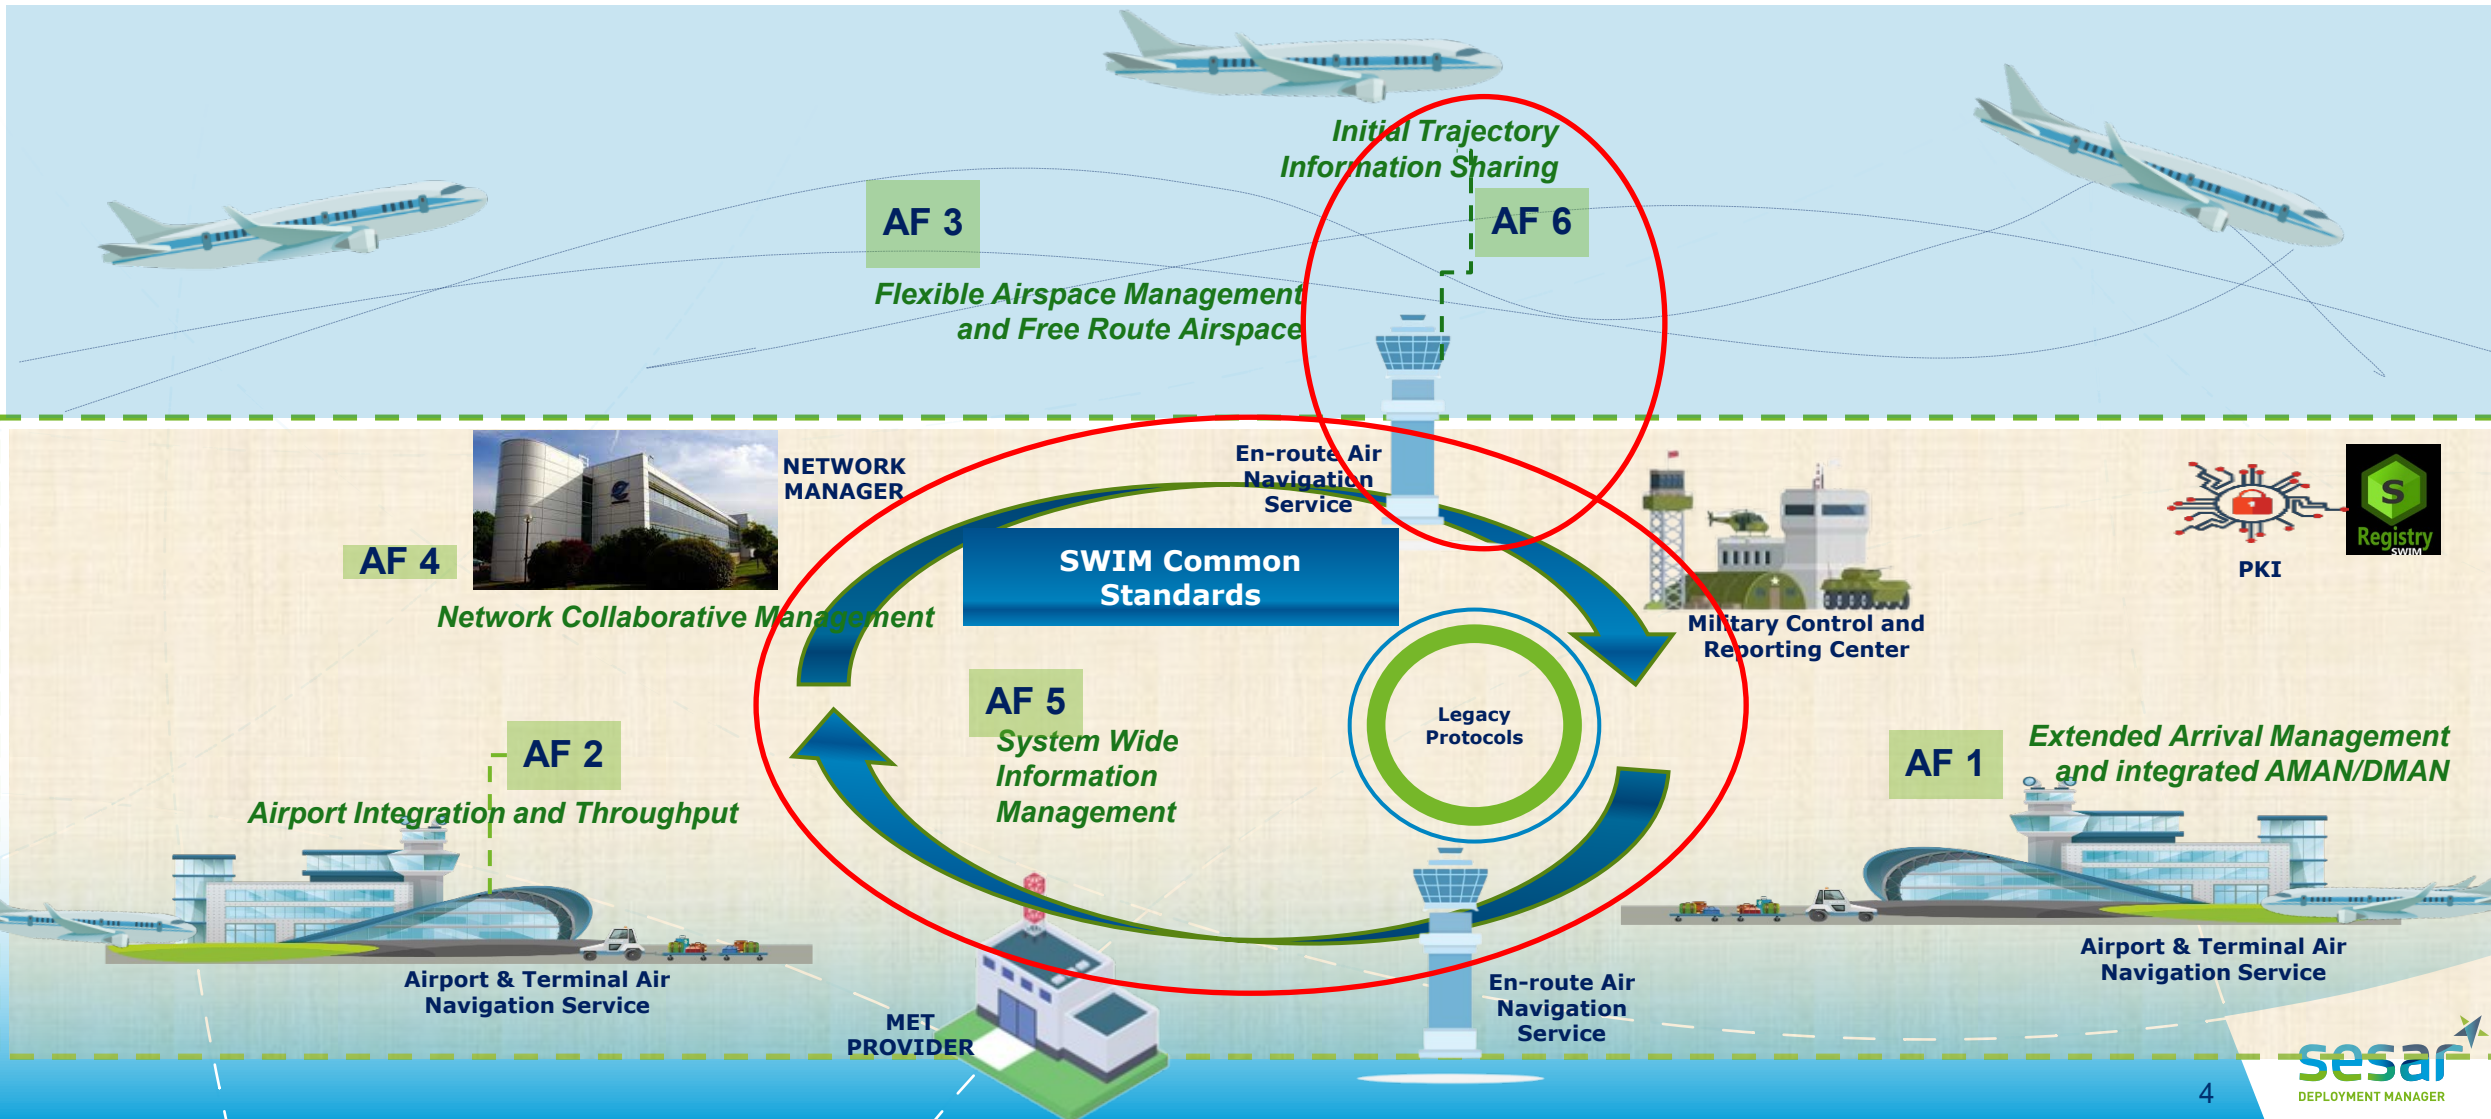 Initial Trajectory
Information Sharing
AF 3
AF 6
Flexible Airspace Management
and Free Route Airspace
NETWORK
MANAGER
En-route Air
Navigation
Service
AF 4
SWIM Common
Standards
S
Registry
SWIM
PKI
Network Collaborative Management
Military Control and
Reporting Center
AF 5
System Wide
Information
Management
Legacy
Protocols
AF 2
Airport Integration and Throughput
AF 1
Extended Arrival Management
and integrated AMAN/DMAN
Airport & Terminal Air
Navigation Service
MET
PROVIDER
En-route Air
Navigation
Service
Airport & Terminal Air
Navigation Service
4
sesar
DEPLOYMENT MANAGER